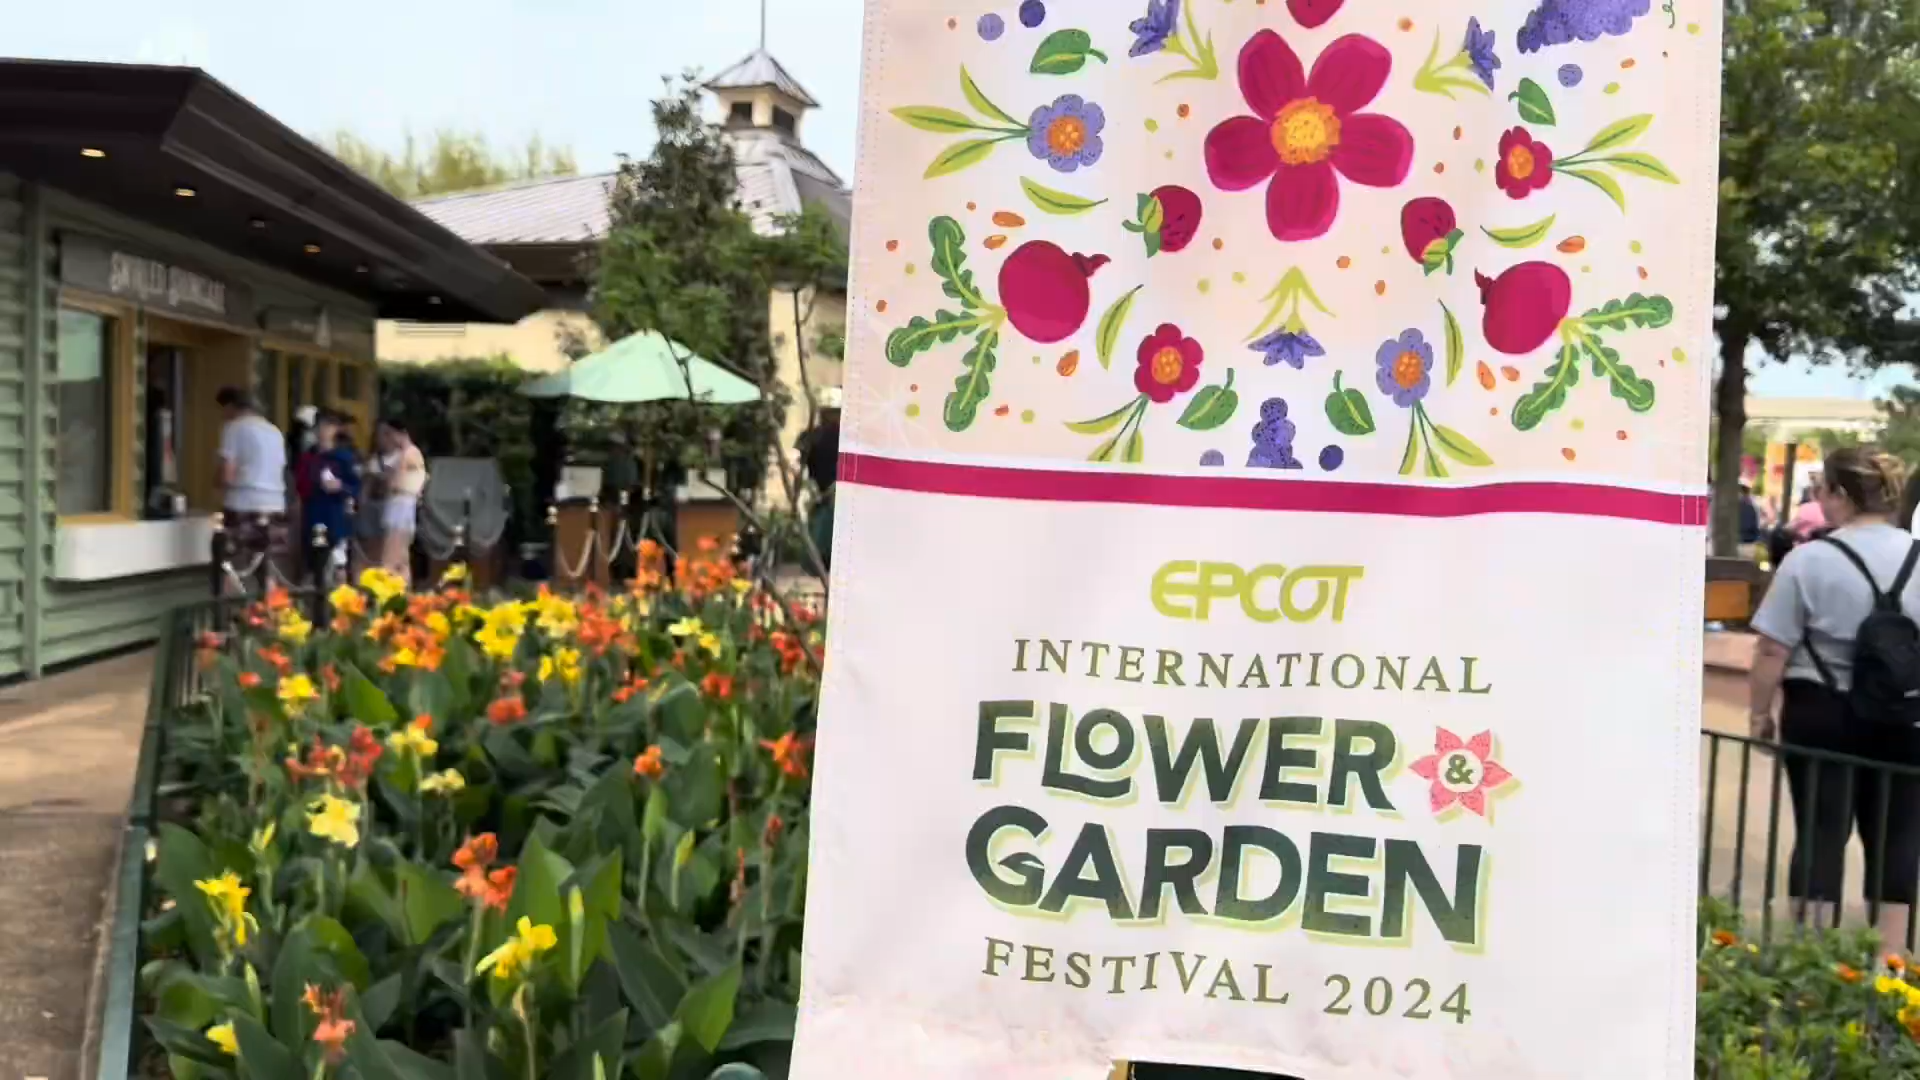 EPCOT
INTERNATIONAL
FLOWER &
GARDEN
FESTIVAL 2024